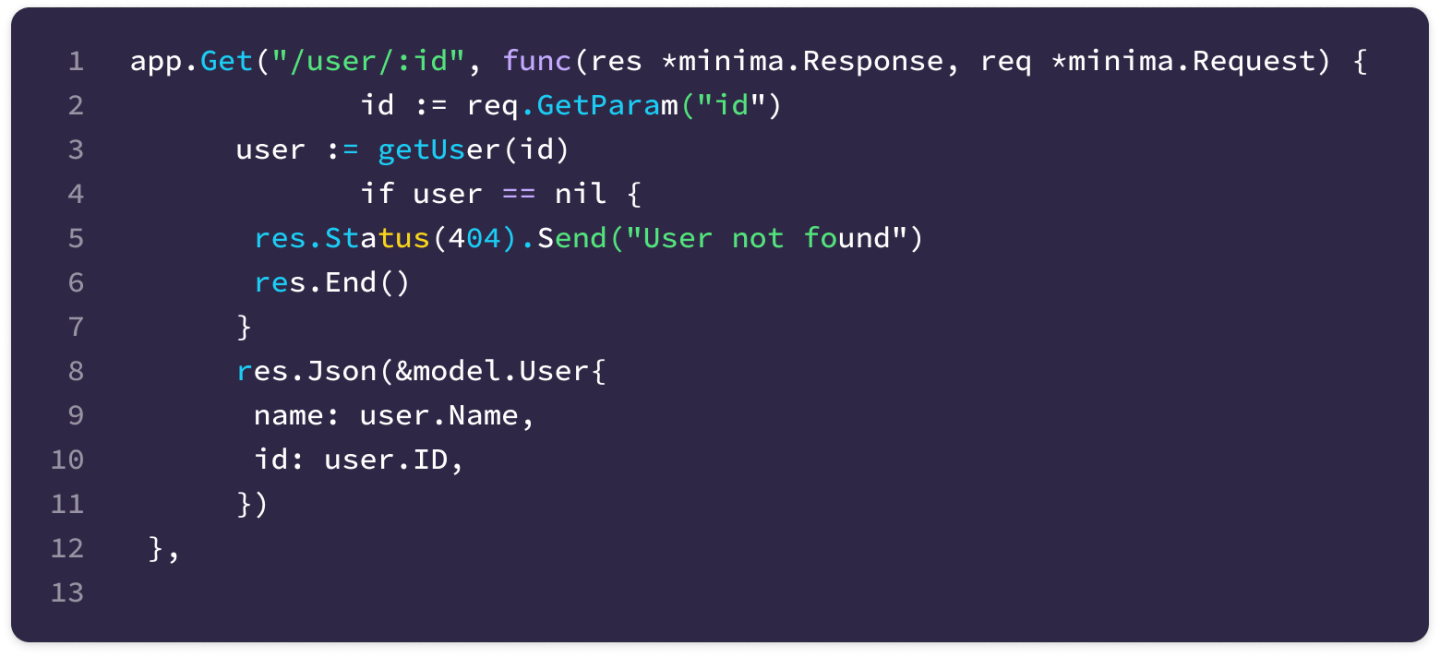 1 app.Get("/user/:id", func(res *minima.Response, req *minima.Request) {
2 id := req.GetParam("id")
3 user := getUser(id)
4 if user == nil {
5 res.Status(404).Send("User not found")
6 res.End()
7 }
8 res.Json(&model.User{
9 name: user.Name,
10 id: user.ID,
11 })
12 },
13